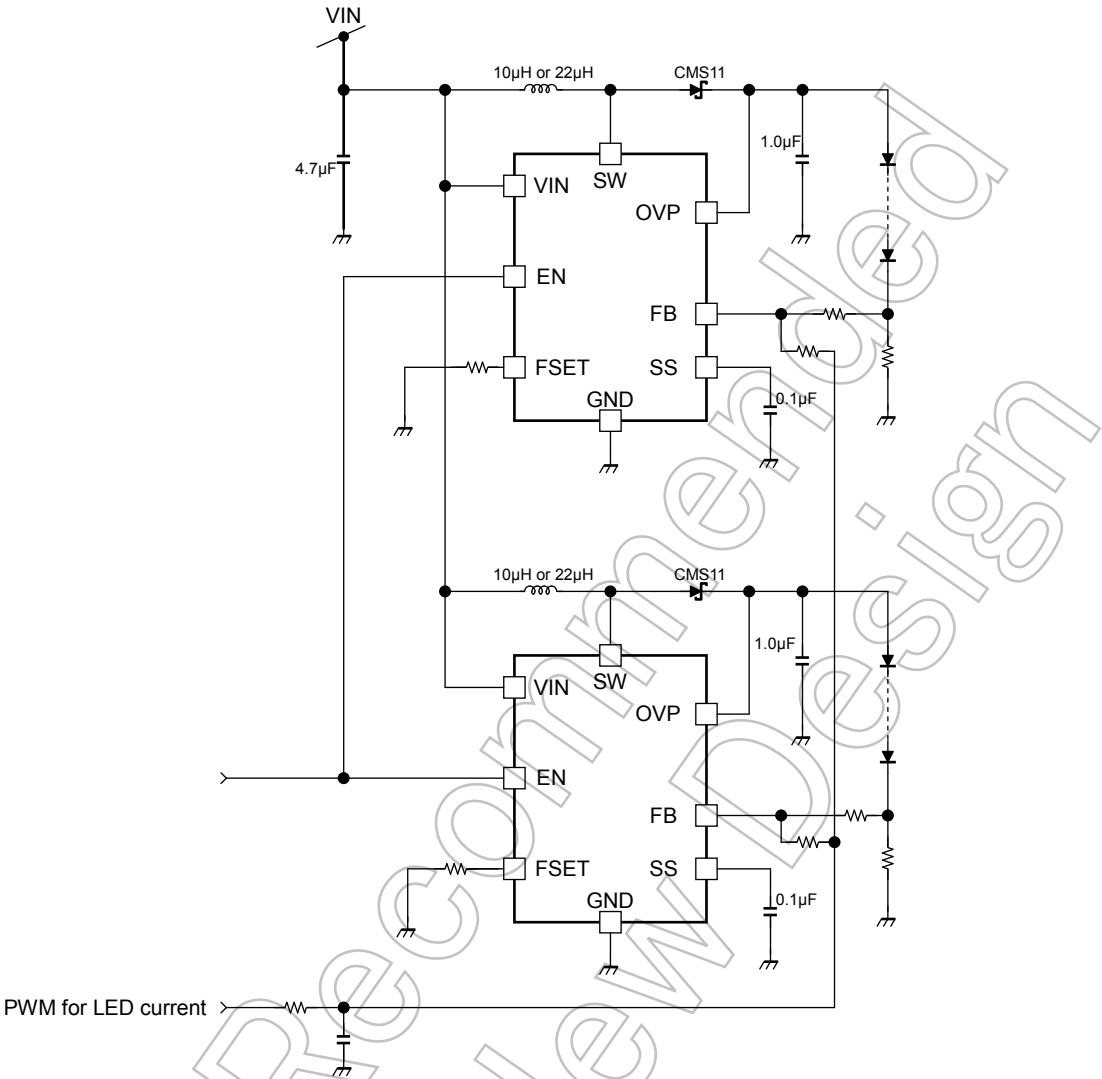 VIN
10µH or 22µH
CMS11
4.7µF
1.0µF
VIN
SW
OVP
EN
FB
FSET
SS
GND
0.1µF
10µH or 22µH
CMS11
1.0µF
VIN
SW
OVP
EN
FB
FSET
SS
GND
0.1µF
PWM for LED current
Recommended
New Design